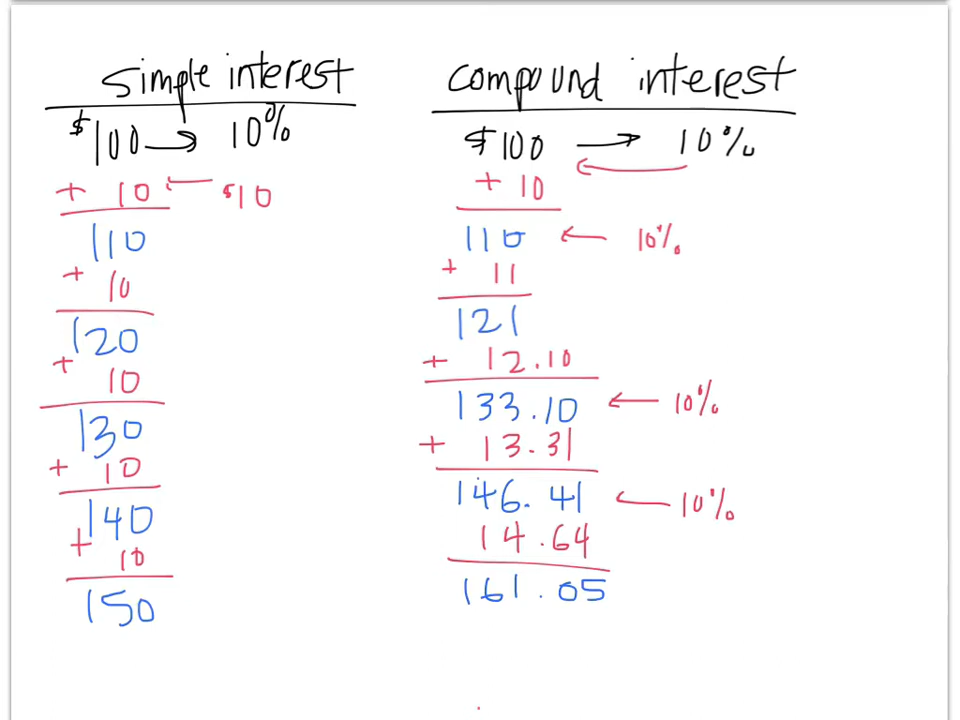 Simple interest
$100 → 10%
+ 10 ← $10
110
+ 10
120
+ 10
130
+ 10
140
+ 10
150
compound interest
$100 → 10%
+ 10 ←
110 ← 10%
+ 11
121
+ 12.10
133.10 ← 10%
+ 13.31
146.41 ← 10%
14.64
161.05